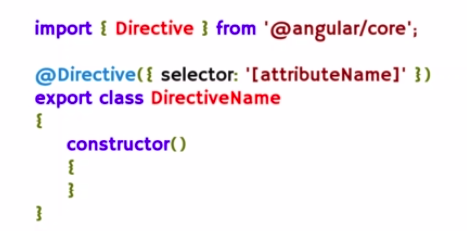 import { Directive } from '@angular/core';
@Directive({ selector: '[attributeName]' })
export class DirectiveName
{
constructor()
{
}
}